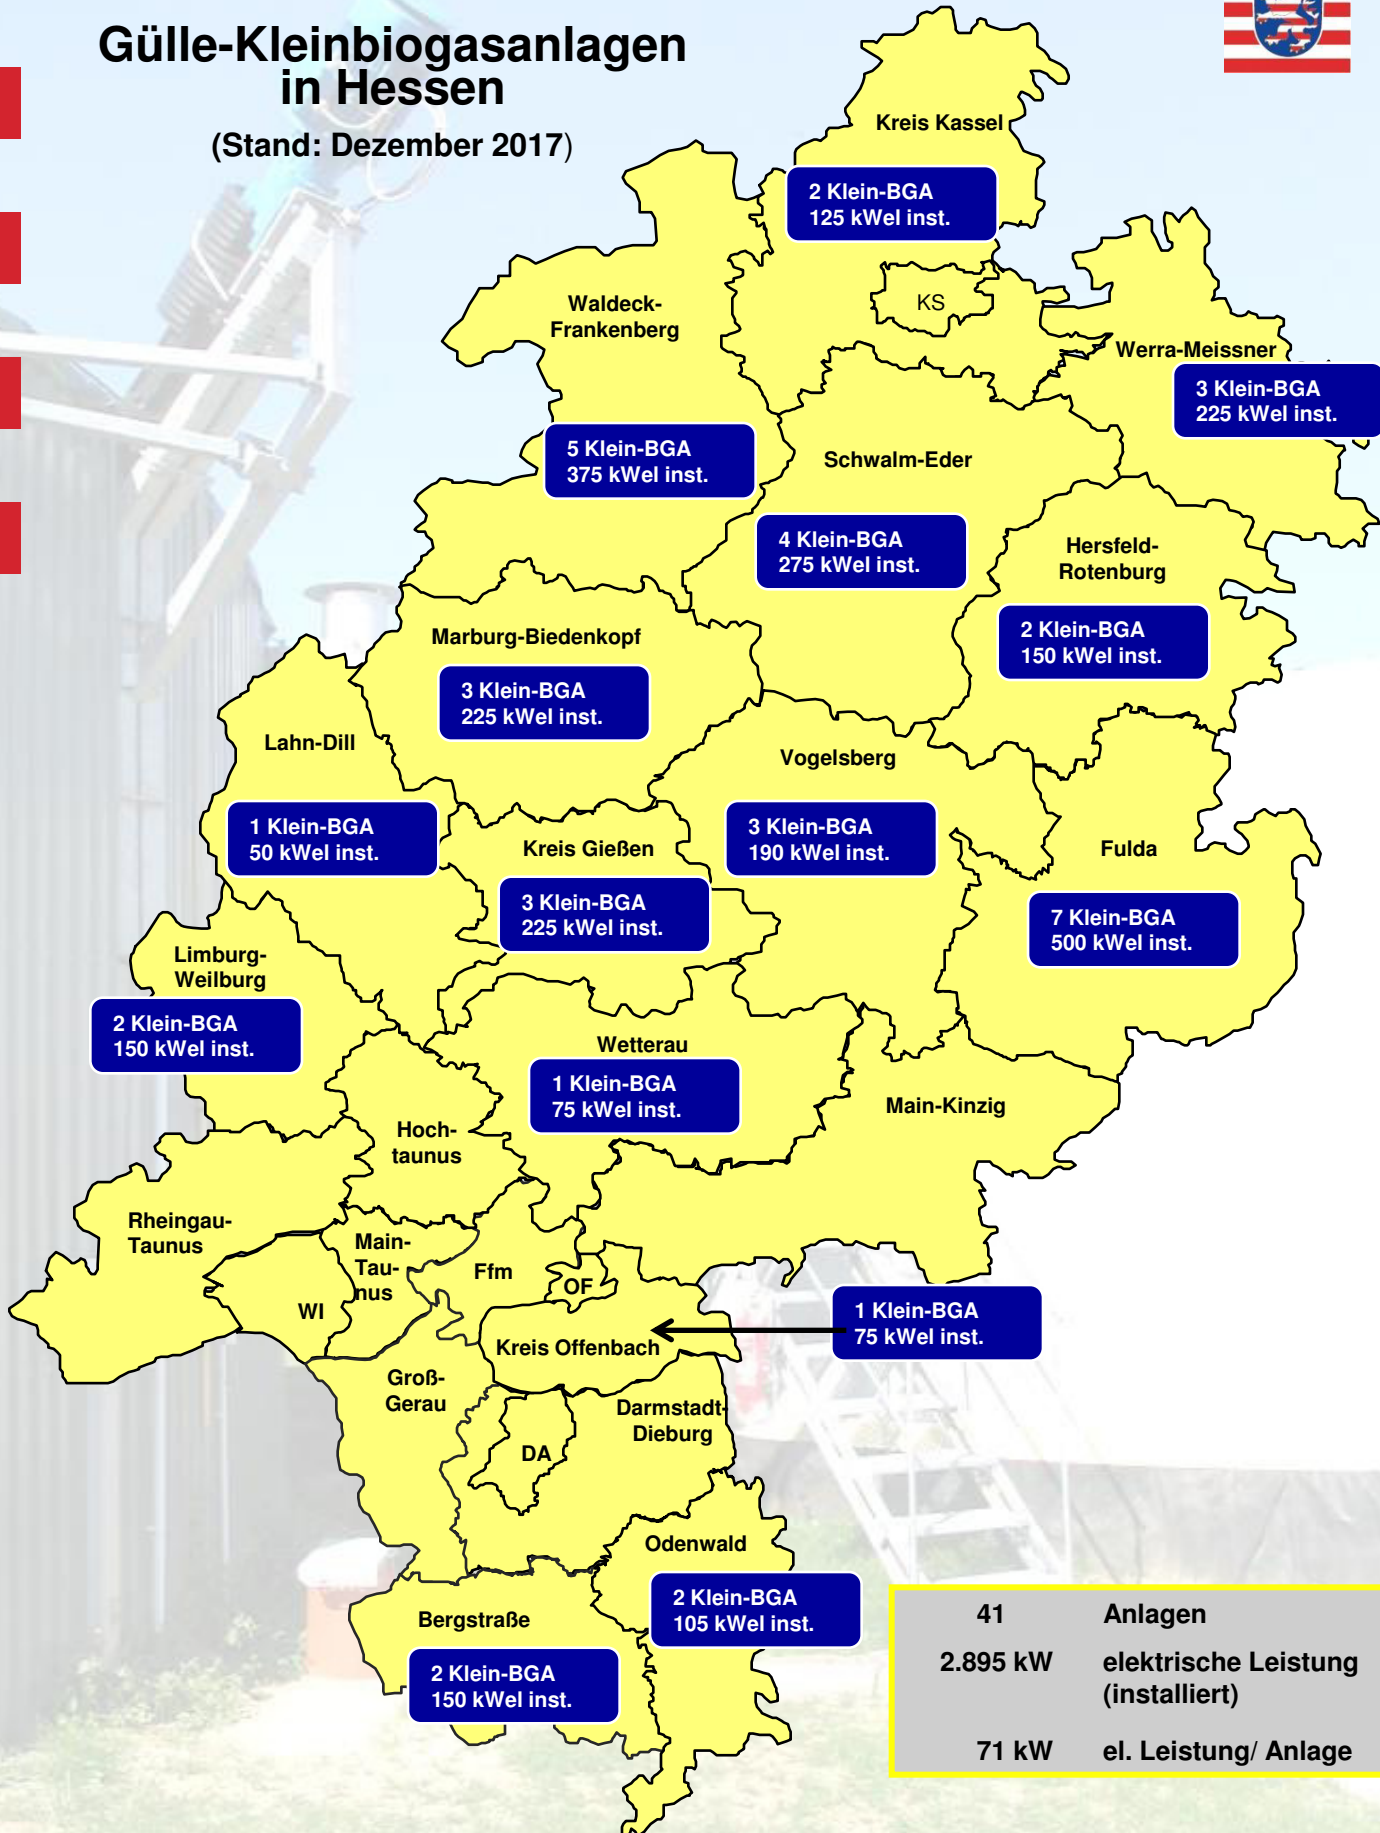 Gülle-Kleinbiogasanlagen
in Hessen
(Stand: Dezember 2017)
Kreis Kassel
2 Klein-BGA
125 kWel inst.
KS
Waldeck-
Frankenberg
5 Klein-BGA
375 kWel inst.
Werra-Meissner
3 Klein-BGA
225 kWel inst.
Schwalm-Eder
4 Klein-BGA
275 kWel inst.
Hersfeld-
Rotenburg
2 Klein-BGA
150 kWel inst.
Marburg-Biedenkopf
3 Klein-BGA
225 kWel inst.
Lahn-Dill
1 Klein-BGA
50 kWel inst.
Vogelsberg
3 Klein-BGA
190 kWel inst.
Kreis Gießen
3 Klein-BGA
225 kWel inst.
Fulda
7 Klein-BGA
500 kWel inst.
Limburg-
Weilburg
2 Klein-BGA
150 kWel inst.
Wetterau
1 Klein-BGA
75 kWel inst.
Main-Kinzig
Hoch-
taunus
Rheingau-
Taunus
Main-
Tau-
nus
WI
Ffm
OF
Kreis Offenbach
1 Klein-BGA
75 kWel inst.
Groß-
Gerau
Darmstadt-
Dieburg
DA
Odenwald
2 Klein-BGA
105 kWel inst.
Bergstraße
2 Klein-BGA
150 kWel inst.
41 Anlagen
2.895 kW elektrische Leistung
(installiert)
71 kW el. Leistung/ Anlage